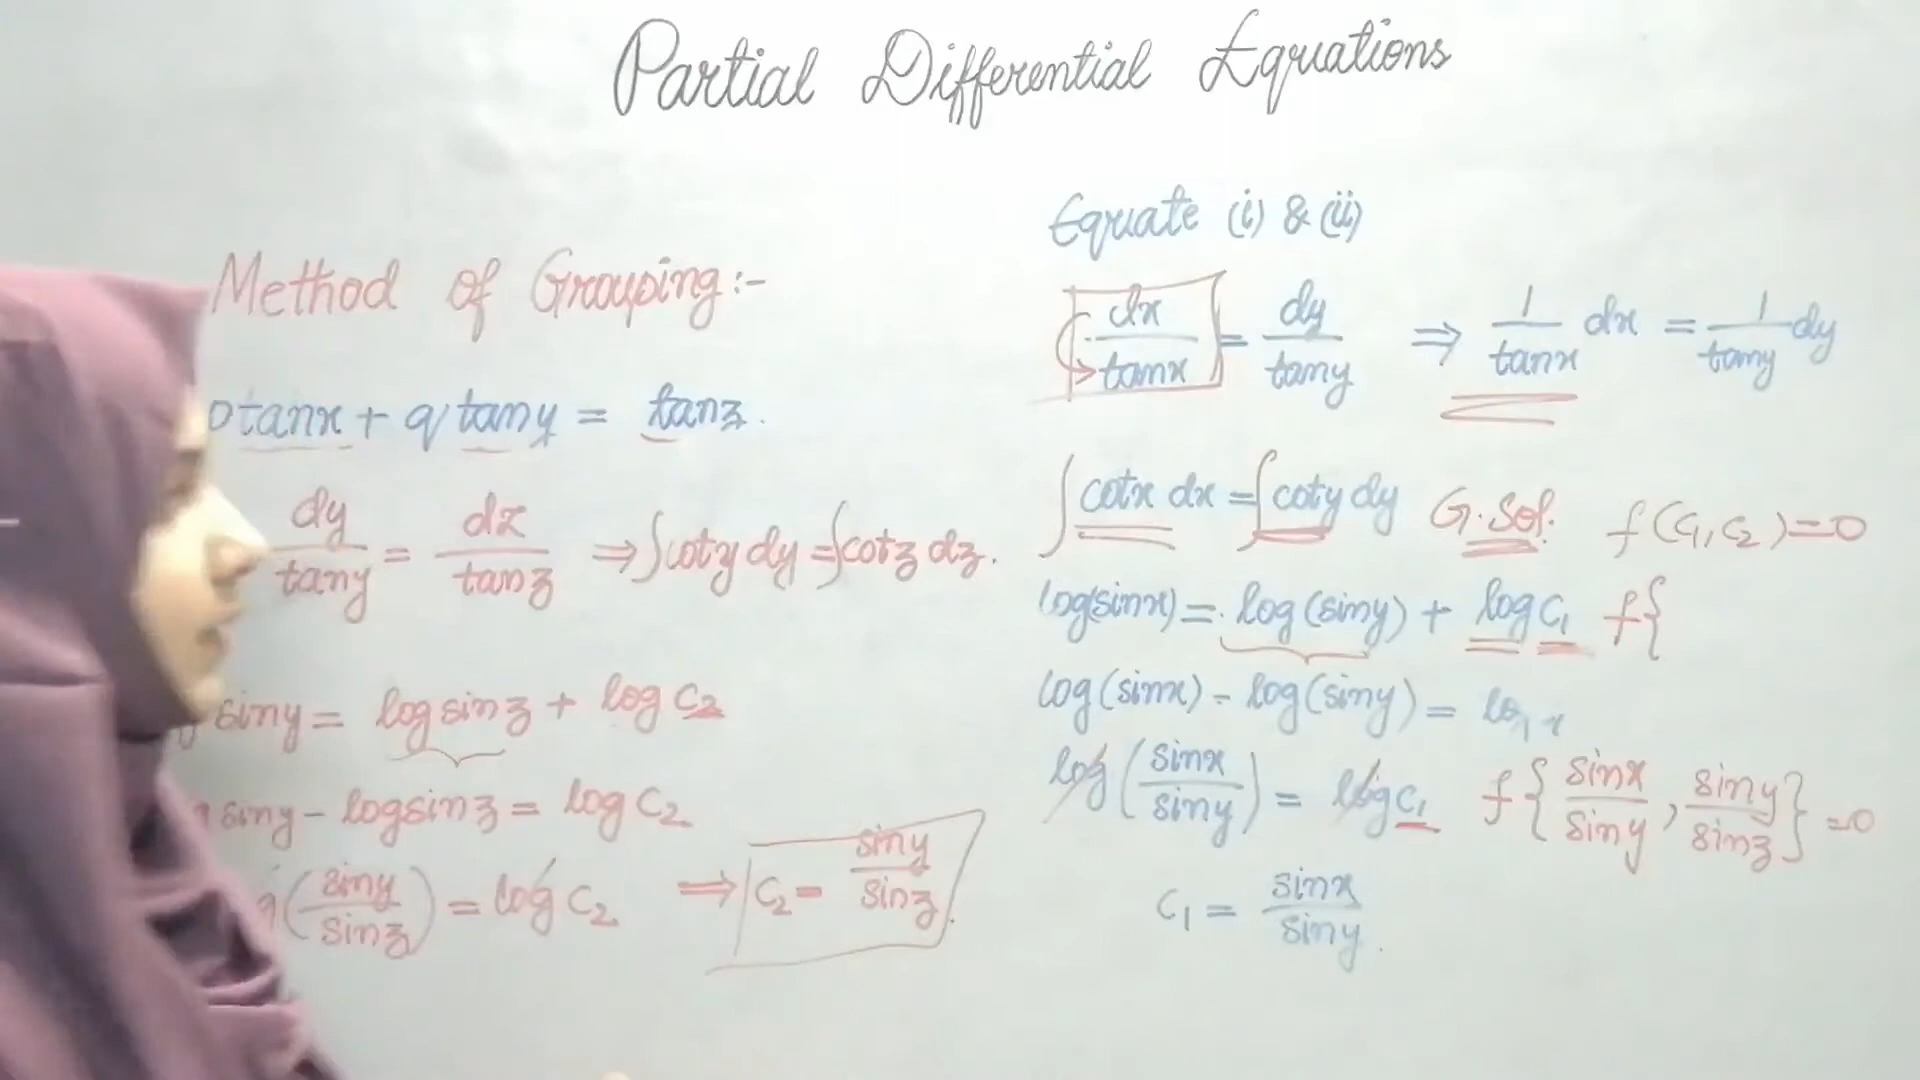 Partial Differential Equations
Method of Grouping:-
ptanx + qtany = tanz.
dy/tany = dz/tanz ⇒ ∫coty dy = ∫cotz dz.
siny = logsinz + log c₂
siny - logsinz = log c₂
(siny/sinz) = log c₂ ⇒ c₂ = siny/sinz.
Equate (i) & (ii)
dx/tanx = dy/tany ⇒ 1/tanx dx = 1/tany dy
∫cotx dx = ∫coty dy
log(sinx) = log(siny) + log c₁
log(sinx) - log(siny) =
log(sinx/siny) = log c₁
c₁ = sinx/siny.
G.Sol. f(c₁,c₂)=0
f{
f{sinx/siny, siny/sinz}=0